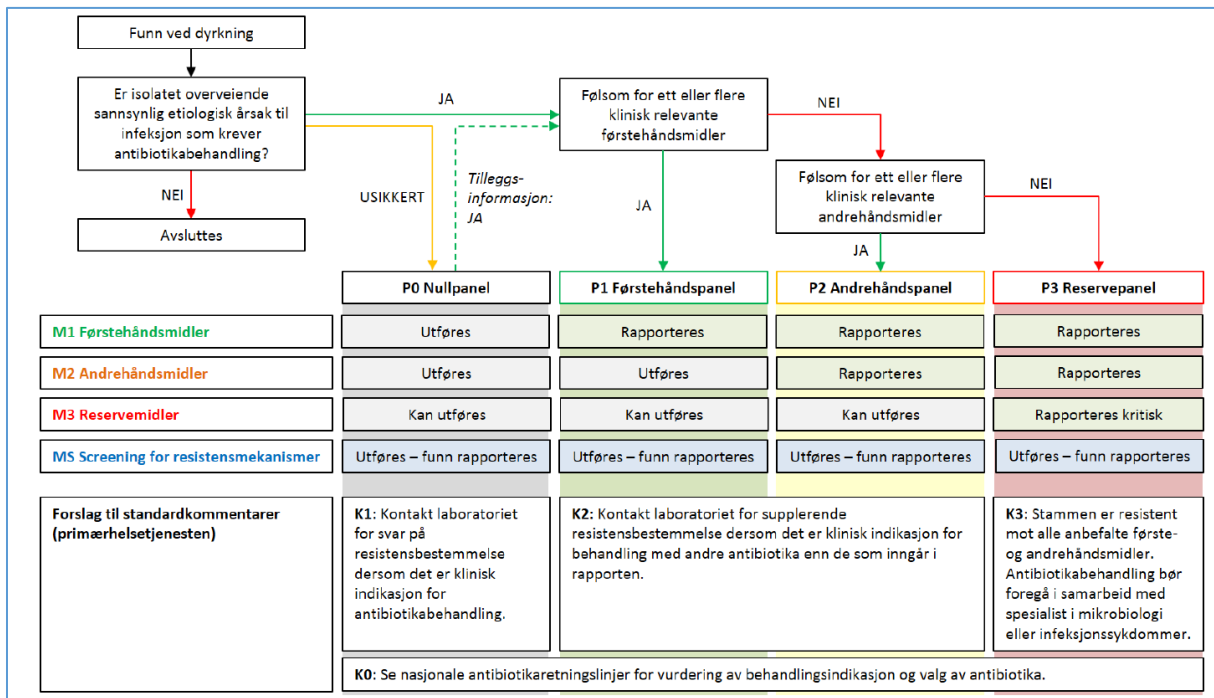 Funn ved dyrkning
Er isolatet overveiende
sannsynlig etiologisk årsak til
infeksjon som krever
antibiotikabehandling?
JA
Følsom for ett eller flere
klinisk relevante
førstehåndsmidler
NEI
NEI
USIKKERT
Tilleggs-
informasjon:
JA
JA
Følsom for ett eller flere
klinisk relevante
andrehåndsmidler
NEI
JA
Avsluttes
P0 Nullpanel
P1 Førstehåndspanel
P2 Andrehåndspanel
P3 Reservepanel
M1 Førstehåndsmidler
Utføres
Rapporteres
Rapporteres
Rapporteres
M2 Andrehåndsmidler
Utføres
Utføres
Rapporteres
Rapporteres
M3 Reservemidler
Kan utføres
Kan utføres
Kan utføres
Rapporteres kritisk
MS Screening for resistensmekanismer
Utføres – funn rapporteres
Utføres – funn rapporteres
Utføres – funn rapporteres
Utføres – funn rapporteres
Forslag til standardkommentarer
(primærhelsetjenesten)
K1: Kontakt laboratoriet
for svar på
resistensbestemmelse
dersom det er klinisk
indikasjon for
antibiotikabehandling.
K2: Kontakt laboratoriet for supplerende
resistensbestemmelse dersom det er klinisk indikasjon for
behandling med andre antibiotika enn de som inngår i
rapporten.
K3: Stammen er resistent
mot alle anbefalte første-
og andrehåndsmidler.
Antibiotikabehandling bør
foregå i samarbeid med
spesialist i mikrobiologi
eller infeksjonssykdommer.
K0: Se nasjonale antibiotikaretningslinjer for vurdering av behandlingsindikasjon og valg av antibiotika.